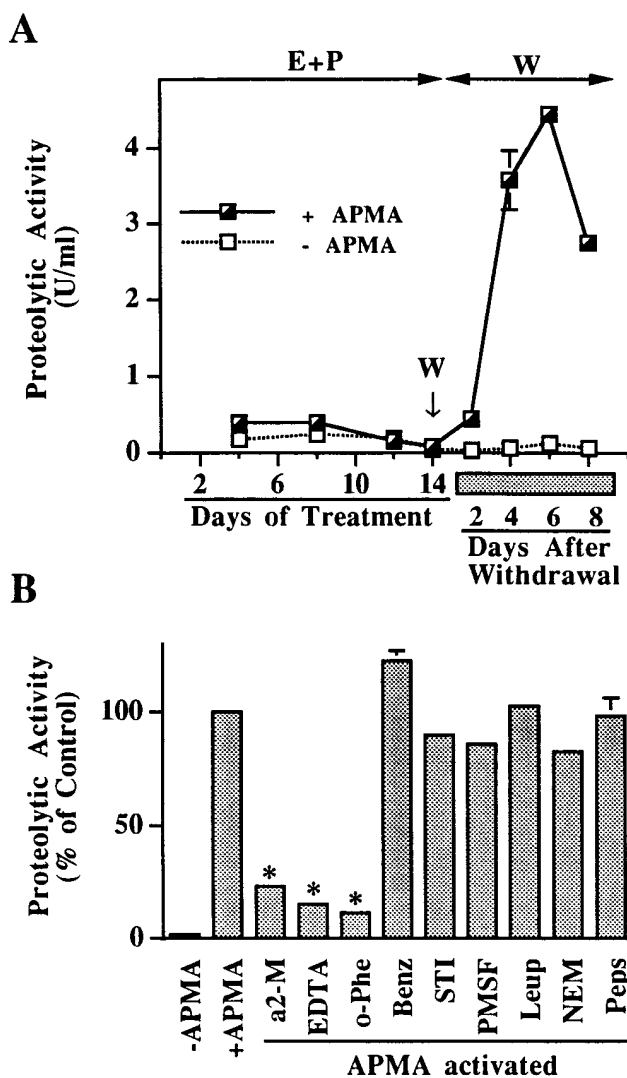 A
E+P
W
Proteolytic Activity
(U/ml)
4
3
2
1
0
+ APMA
- APMA
W
2 6 10 14
2 4 6 8
Days of Treatment
Days After
Withdrawal
B
Proteolytic Activity
(% of Control)
100
50
0
* * *
-APMA
+APMA
a2-M
EDTA
o-Phe
Benz
STI
PMSF
Leup
NEM
Peps
APMA activated